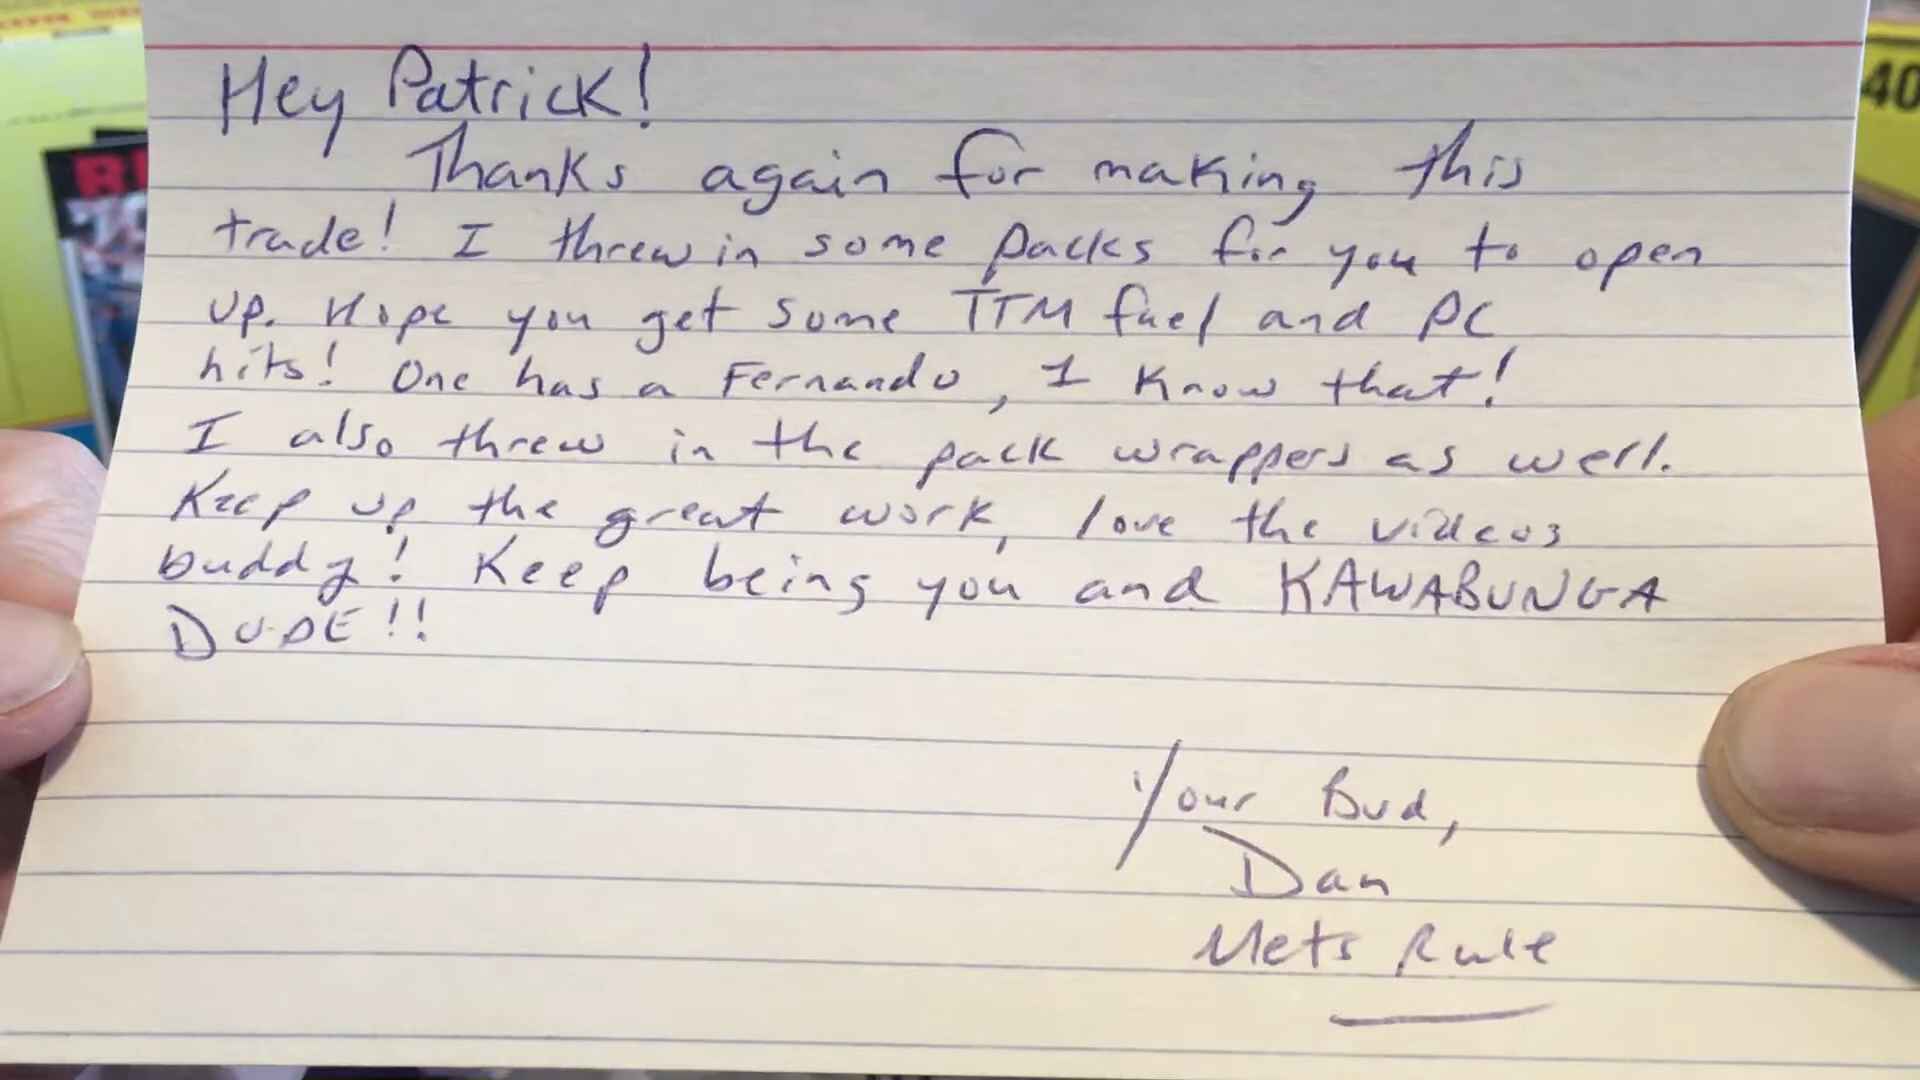 Hey Patrick!
Thanks again for making this
trade! I threw in some packs for you to open
up. Hope you get some TTM fuel and PC
hits! One has a Fernando, I know that!
I also threw in the pack wrappers as well.
Keep up the great work, love the videos
buddy! Keep being you and KAWABUNGA
DUDE!!
Your Bud,
Dan
Mets Rule
40